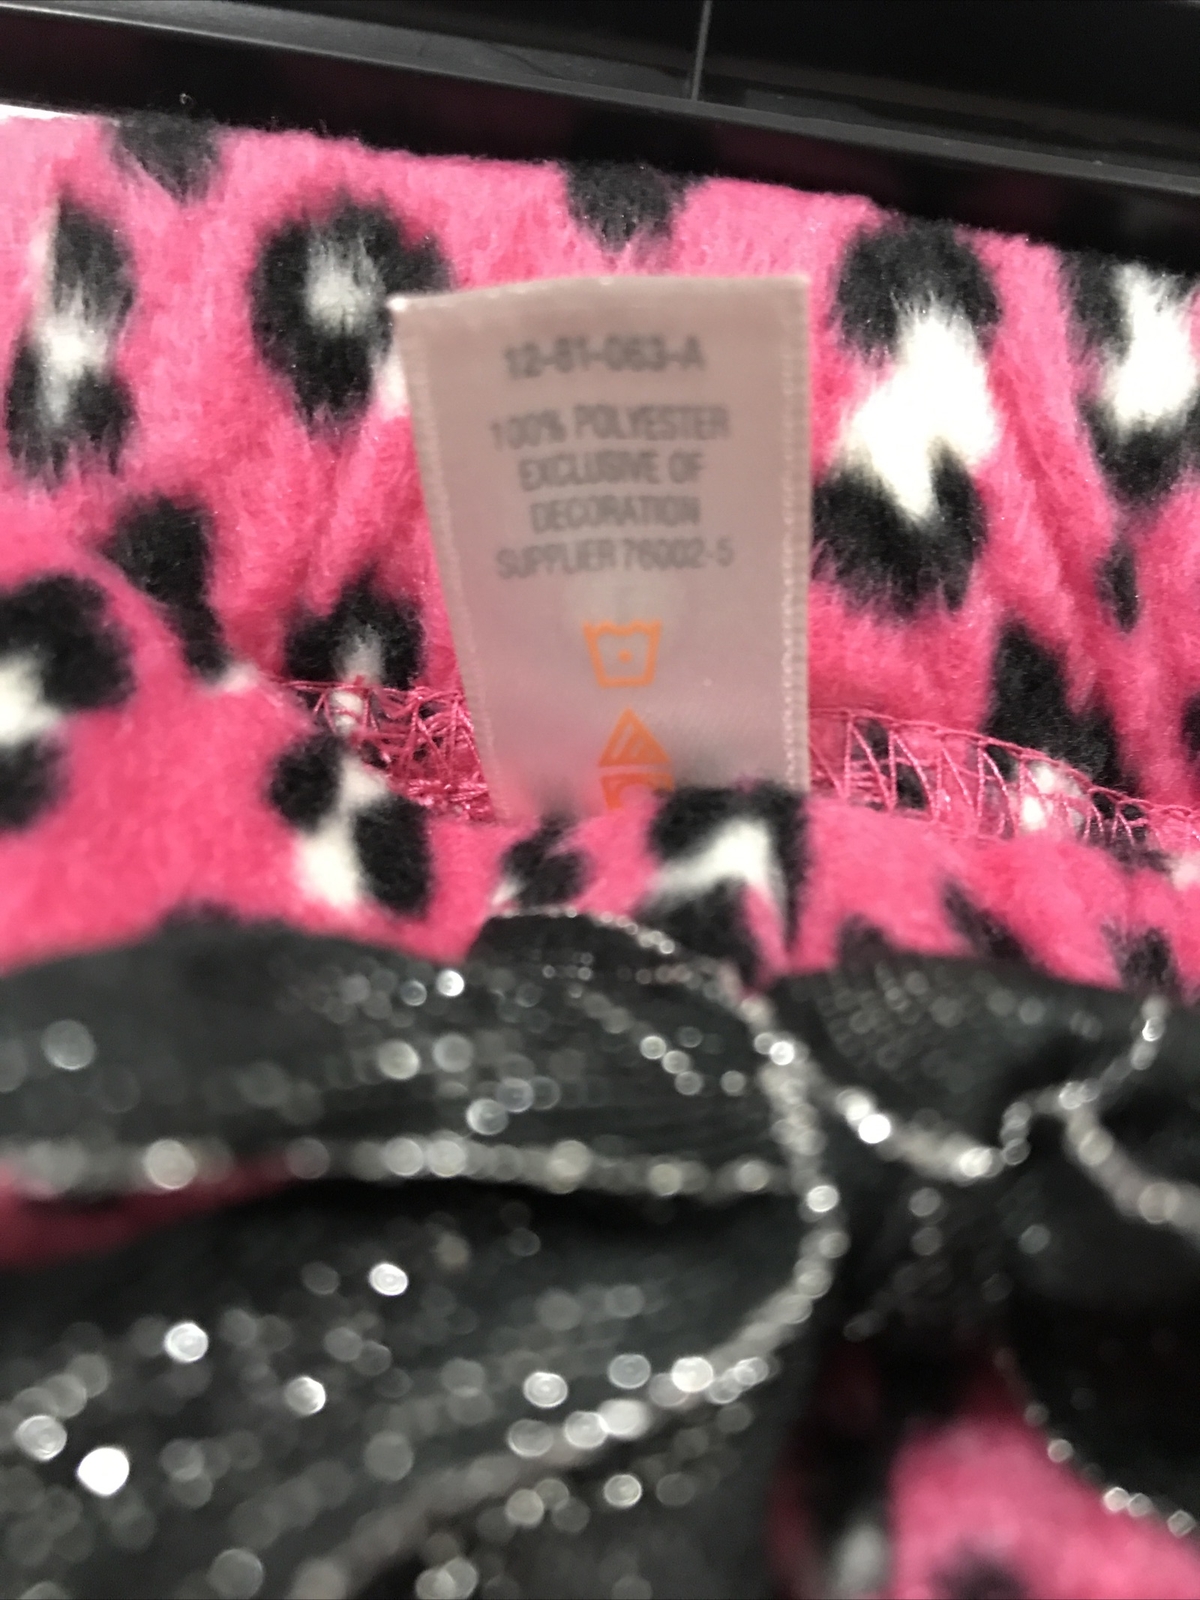 12-81-063-A
100% POLYESTER
EXCLUSIVE OF
DECORATION
SUPPLIER 76002-5